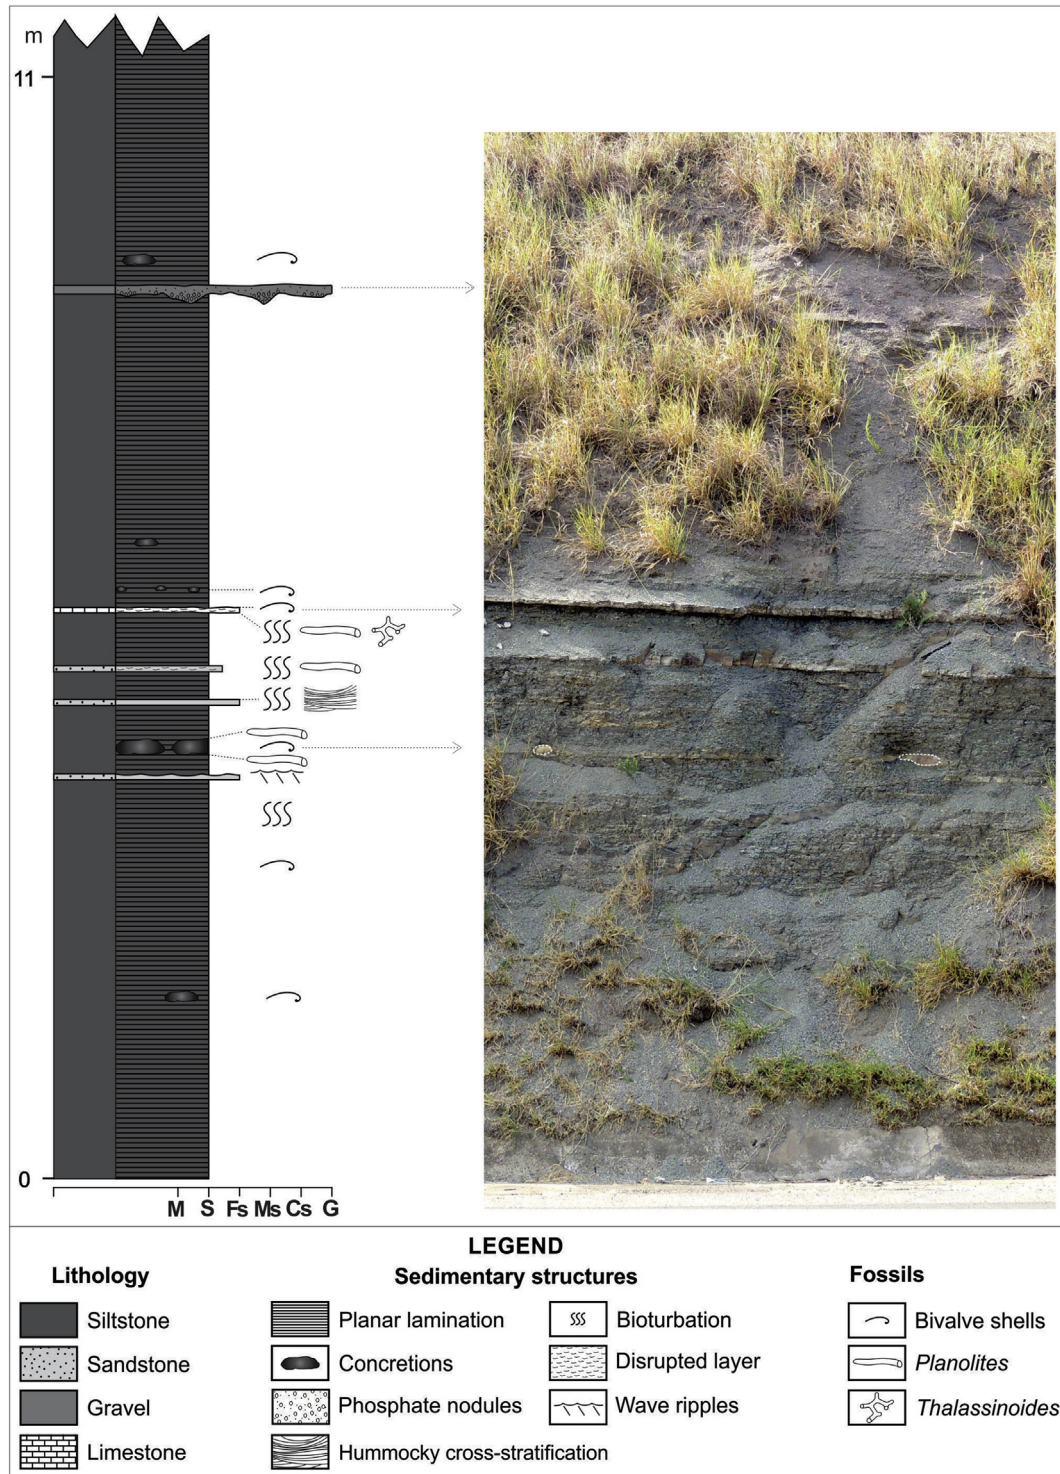 m
11
0
M S Fs Ms Cs G
LEGEND
Lithology
Siltstone
Sandstone
Gravel
Limestone
Sedimentary structures
Planar lamination
Concretions
Phosphate nodules
Hummocky cross-stratification
Bioturbation
Disrupted layer
Wave ripples
Fossils
Bivalve shells
Planolites
Thalassinoides